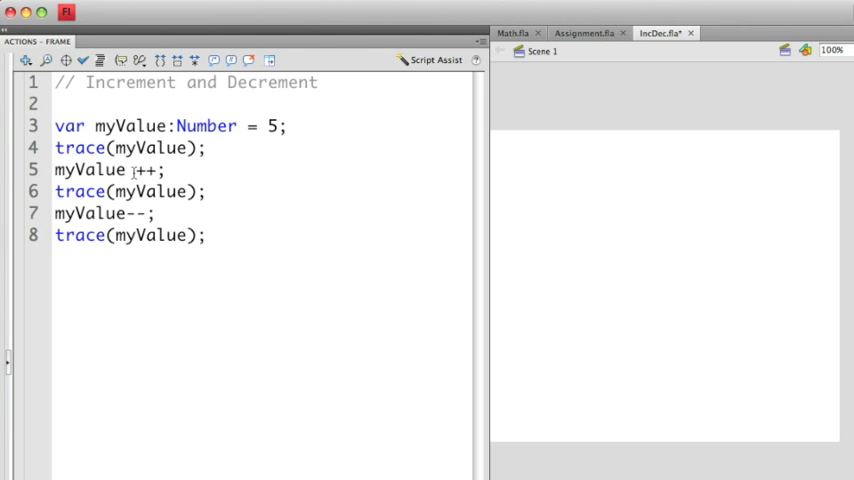 Fl
ACTIONS - FRAME
Script Assist
1 // Increment and Decrement
2
3 var myValue:Number = 5;
4 trace(myValue);
5 myValue ++;
6 trace(myValue);
7 myValue--;
8 trace(myValue);
Math.fla
Assignment.fla
IncDec.fla*
Scene 1
100%